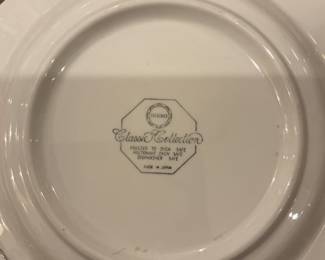 Classic Collection
FREEZER TO OVEN SAFE
MICROWAVE OVEN SAFE
DISHWASHER SAFE
MADE IN JAPAN